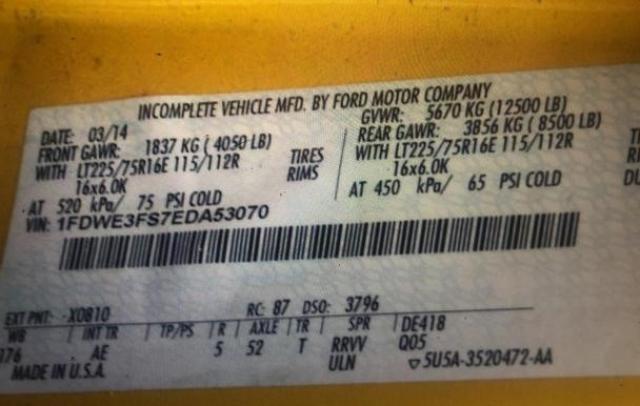 INCOMPLETE VEHICLE MFD. BY FORD MOTOR COMPANY
DATE: 03/14 GVWR: 5670 KG (12500 LB)
FRONT GAWR: 1837 KG (4050 LB) REAR GAWR: 3856 KG (8500 LB)
WITH LT225/75R16E 115/112R TIRES WITH LT225/75R16E 115/112R
16x6.0K RIMS 16x6.0K
AT 520 kPa/ 75 PSI COLD AT 450 kPa/ 65 PSI COLD
VIN: 1FDWE3FS7EDA53070
EXT PNT: X0810 RC: 87 DSO: 3796
WB INT TR TP/PS R AXLE TR SPR DE418
176 AE 5 52 T RRVV Q05
MADE IN U.S.A. ULN ▽5U5A-3520472-AA